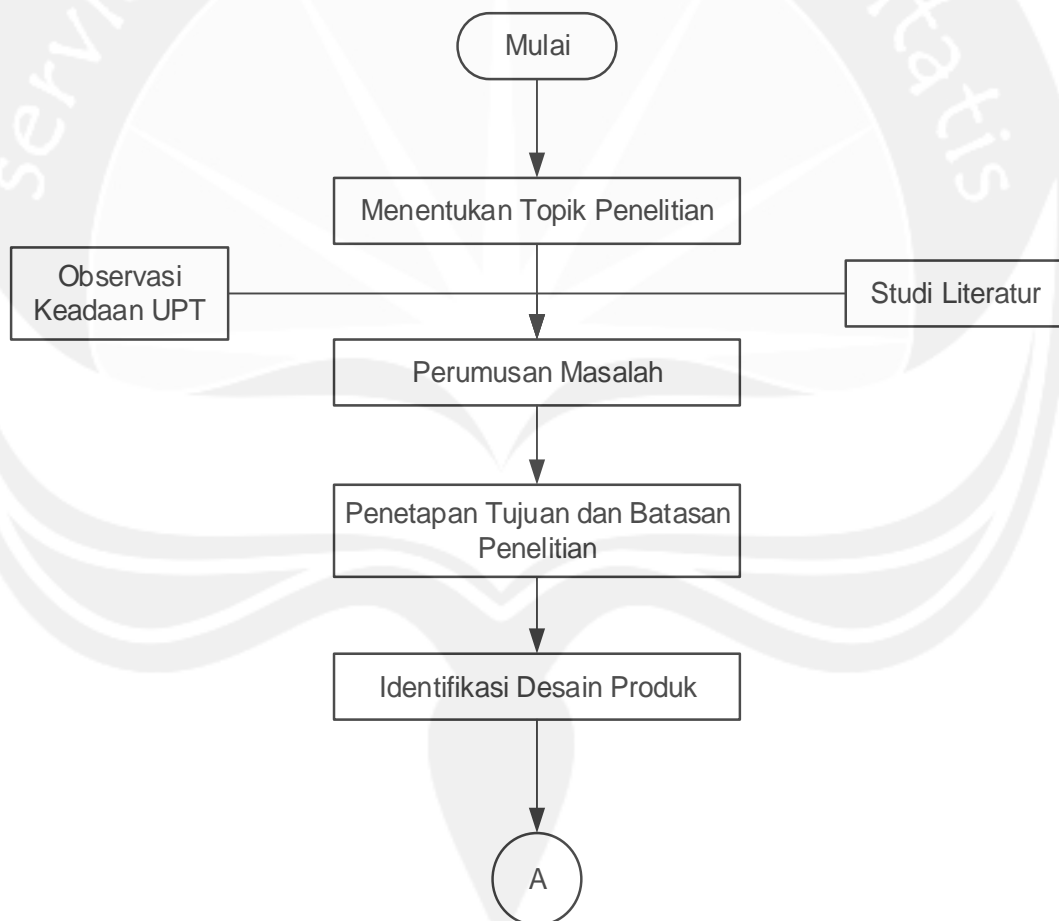 Mulai
Menentukan Topik Penelitian
Observasi
Keadaan UPT
Studi Literatur
Perumusan Masalah
Penetapan Tujuan dan Batasan
Penelitian
Identifikasi Desain Produk
A